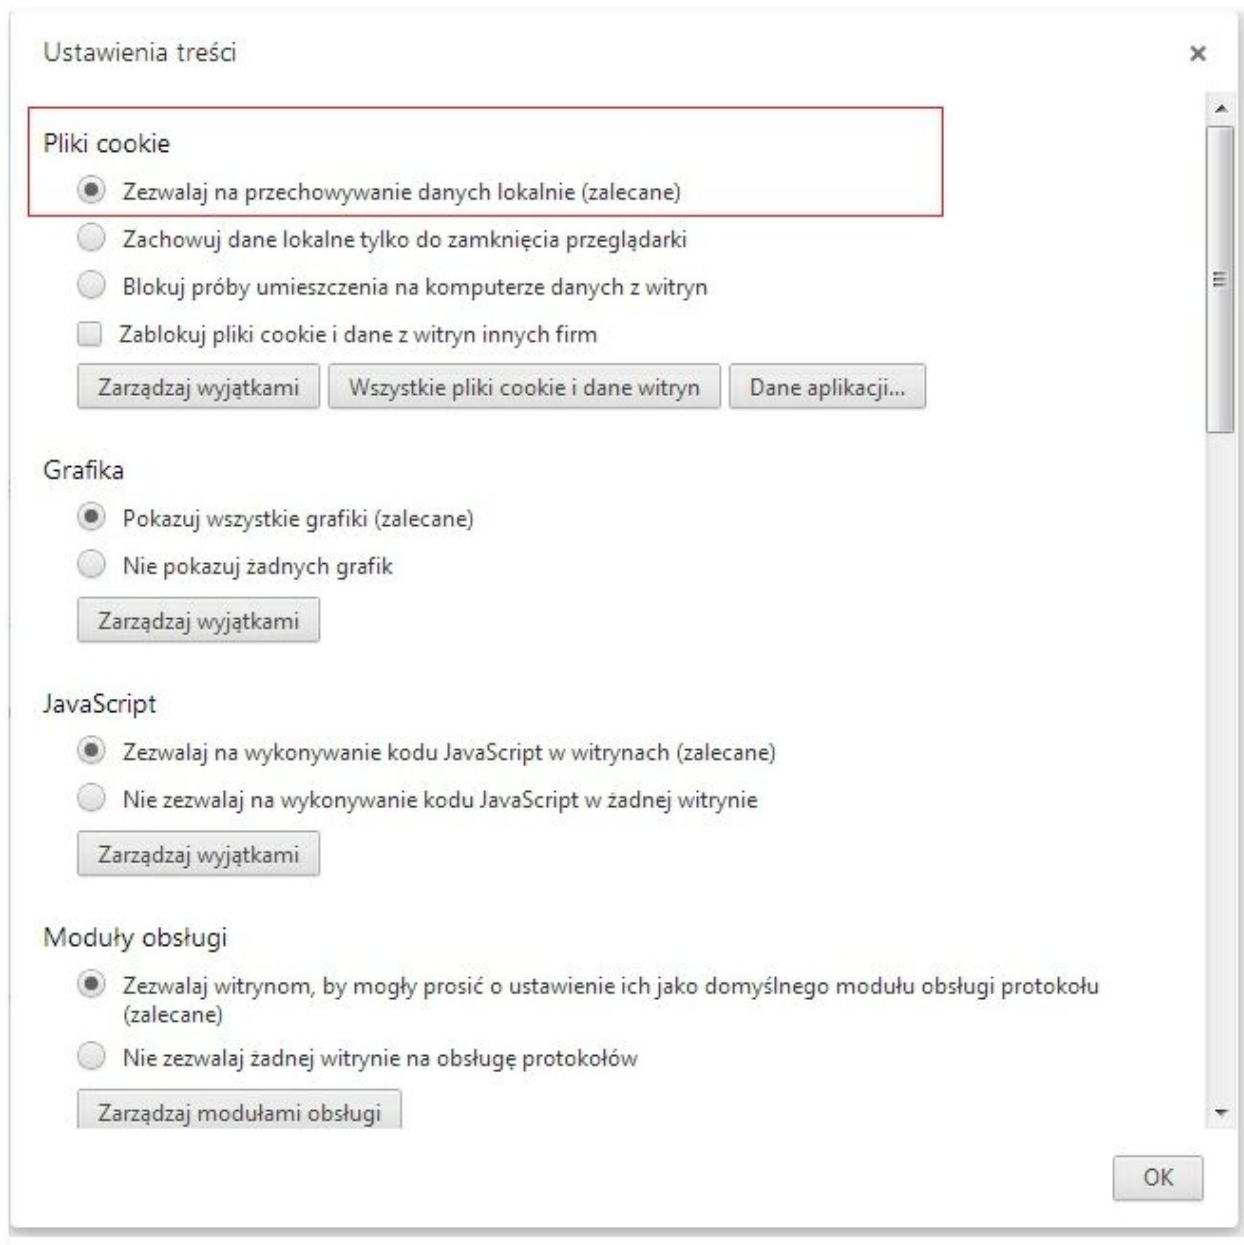 Ustawienia treści
Pliki cookie
Zezwalaj na przechowywanie danych lokalnie (zalecane)
Zachowuj dane lokalne tylko do zamknięcia przeglądarki
Blokuj próby umieszczenia na komputerze danych z witryn
Zablokuj pliki cookie i dane z witryn innych firm
Zarządzaj wyjątkami Wszystkie pliki cookie i dane witryn Dane aplikacji...
Grafika
Pokazuj wszystkie grafiki (zalecane)
Nie pokazuj żadnych grafik
Zarządzaj wyjątkami
JavaScript
Zezwalaj na wykonywanie kodu JavaScript w witrynach (zalecane)
Nie zezwalaj na wykonywanie kodu JavaScript w żadnej witrynie
Zarządzaj wyjątkami
Moduły obsługi
Zezwalaj witrynom, by mogły prosić o ustawienie ich jako domyślnego modułu obsługi protokołu
(zalecane)
Nie zezwalaj żadnej witrynie na obsługę protokołów
Zarządzaj modułami obsługi
OK